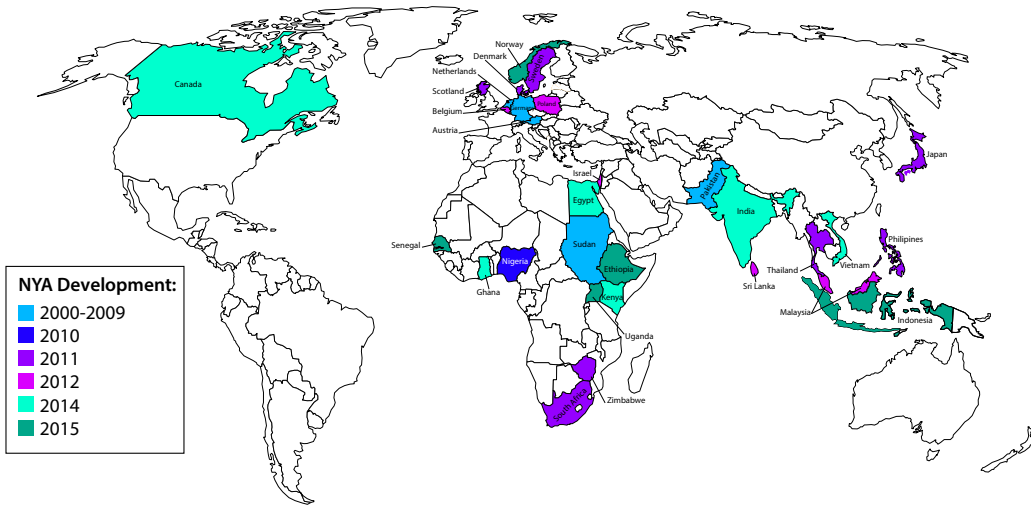 Norway
Denmark
Netherlands
Scotland
Belgium
Austria
Sweden
Germany
Poland
Canada
Japan
Israel
Pakistan
Egypt
India
Senegal
Nigeria
Sudan
Ethiopia
Philipines
Vietnam
Thailand
Sri Lanka
Ghana
Kenya
Malaysia
Indonesia
Uganda
Zimbabwe
South Africa
NYA Development:
2000-2009
2010
2011
2012
2014
2015